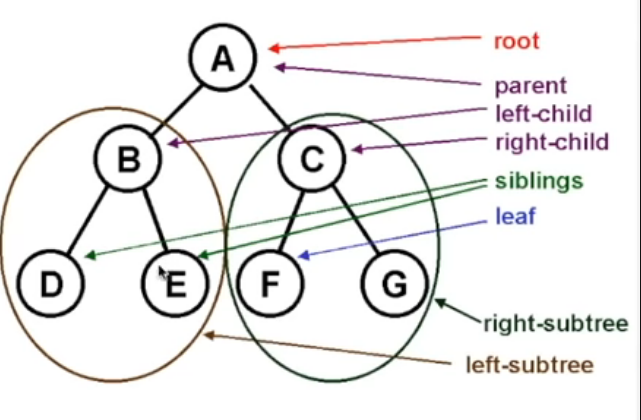 A
root
parent
left-child
right-child
B
C
siblings
leaf
D
E
F
G
right-subtree
left-subtree